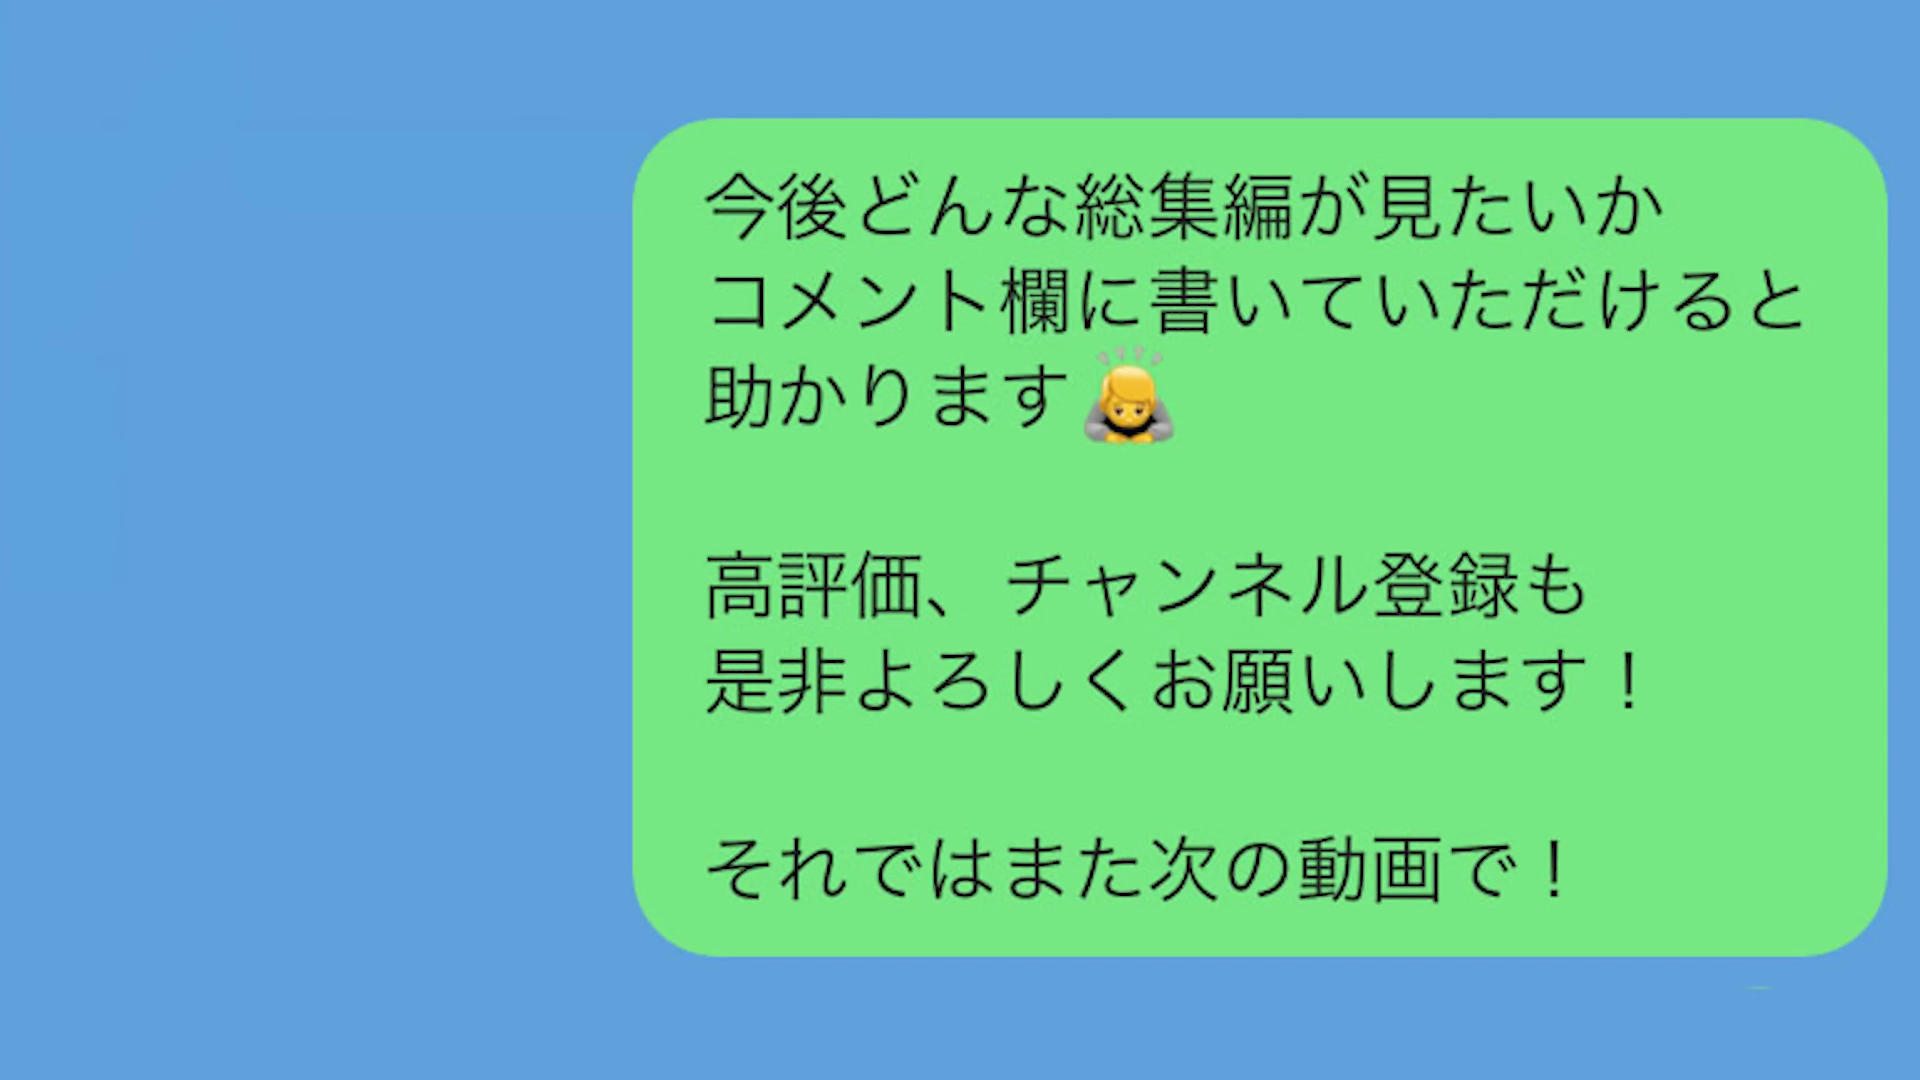 今後どんな総集編が見たいか
コメント欄に書いていただけると
助かります🙇
高評価、チャンネル登録も
是非よろしくお願いします！
それではまた次の動画で！